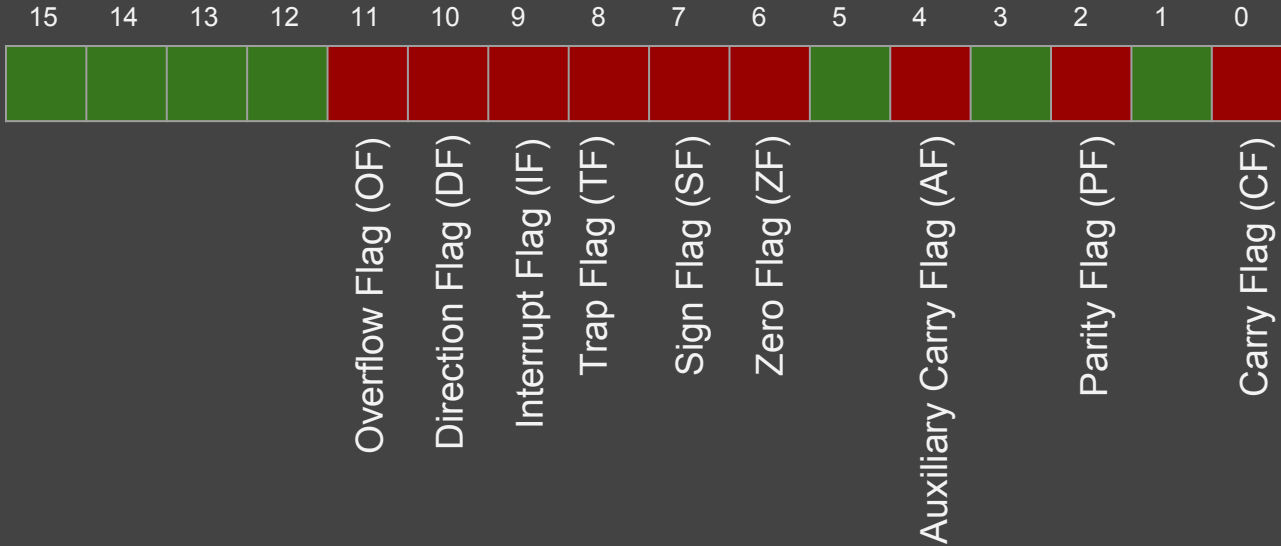 15 14 13 12 11 10 9 8 7 6 5 4 3 2 1 0
Overflow Flag (OF)
Direction Flag (DF)
Interrupt Flag (IF)
Trap Flag (TF)
Sign Flag (SF)
Zero Flag (ZF)
Auxiliary Carry Flag (AF)
Parity Flag (PF)
Carry Flag (CF)